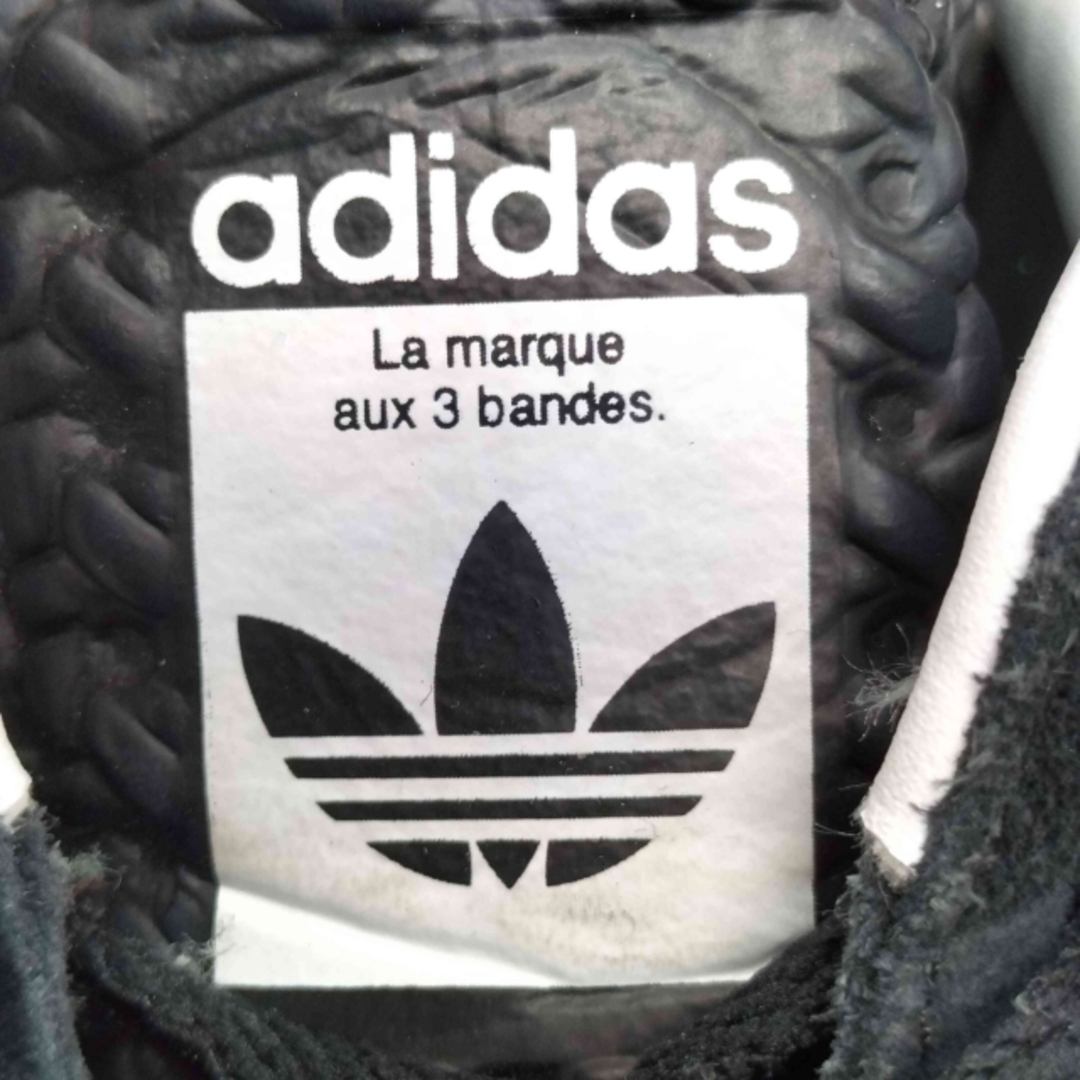 adidas
La marque
aux 3 bandes.